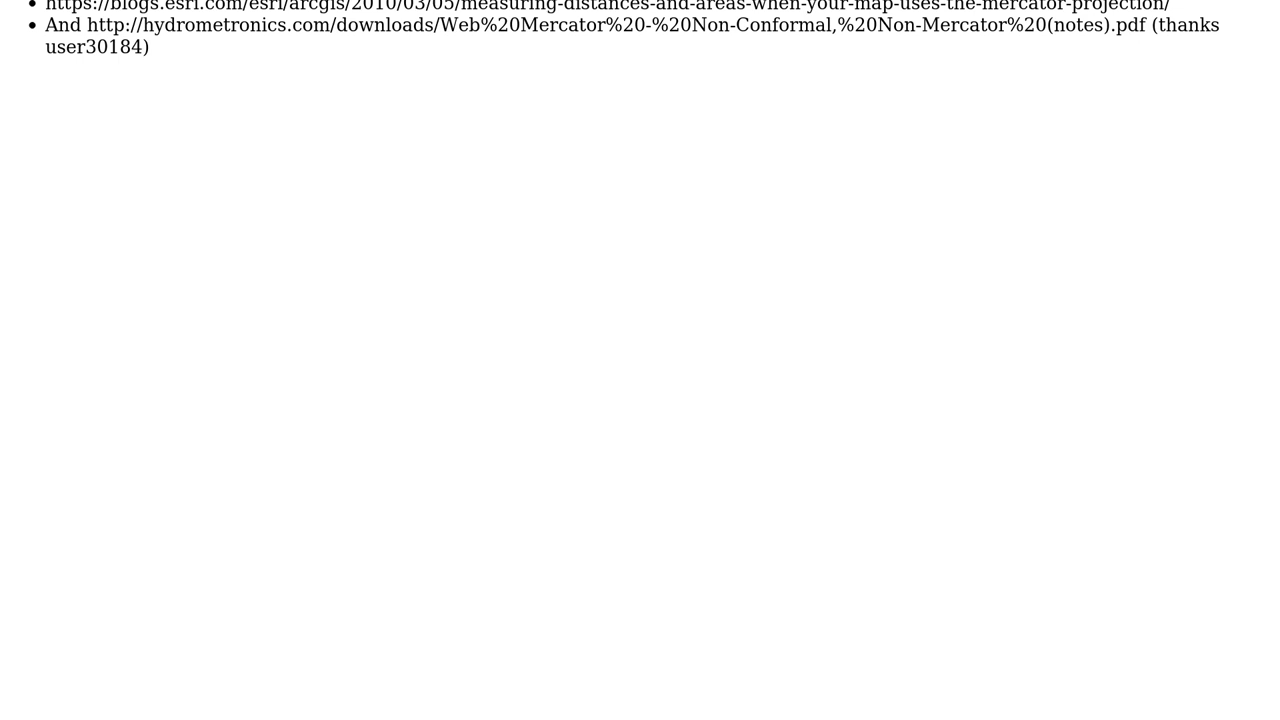 • https://blogs.esri.com/esri/arcgis/2010/03/05/measuring-distances-and-areas-when-your-map-uses-the-mercator-projection/
• And http://hydrometronics.com/downloads/Web%20Mercator%20-%20Non-Conformal,%20Non-Mercator%20(notes).pdf (thanks
user30184)